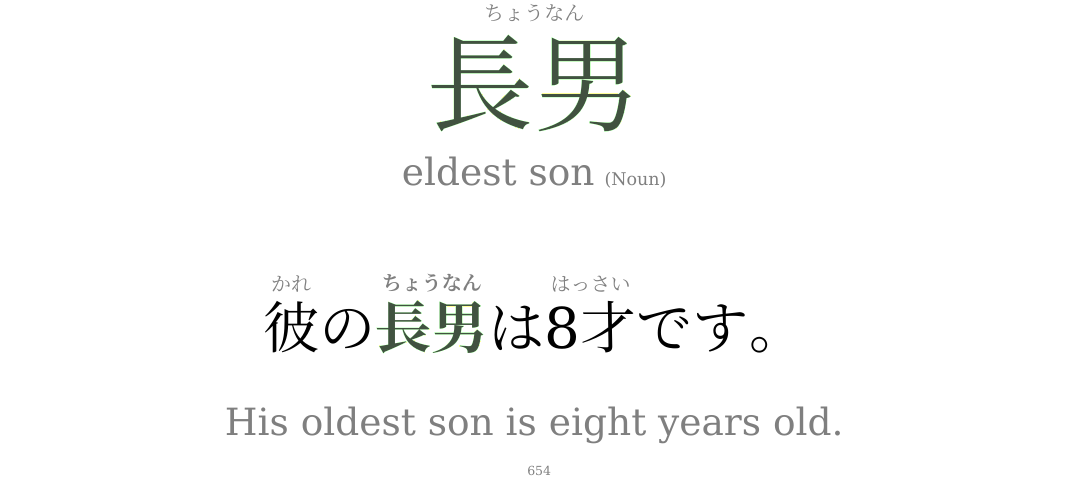 ちょうなん
長男
eldest son (Noun)
かれ ちょうなん はっさい
彼の長男は8才です。
His oldest son is eight years old.
654